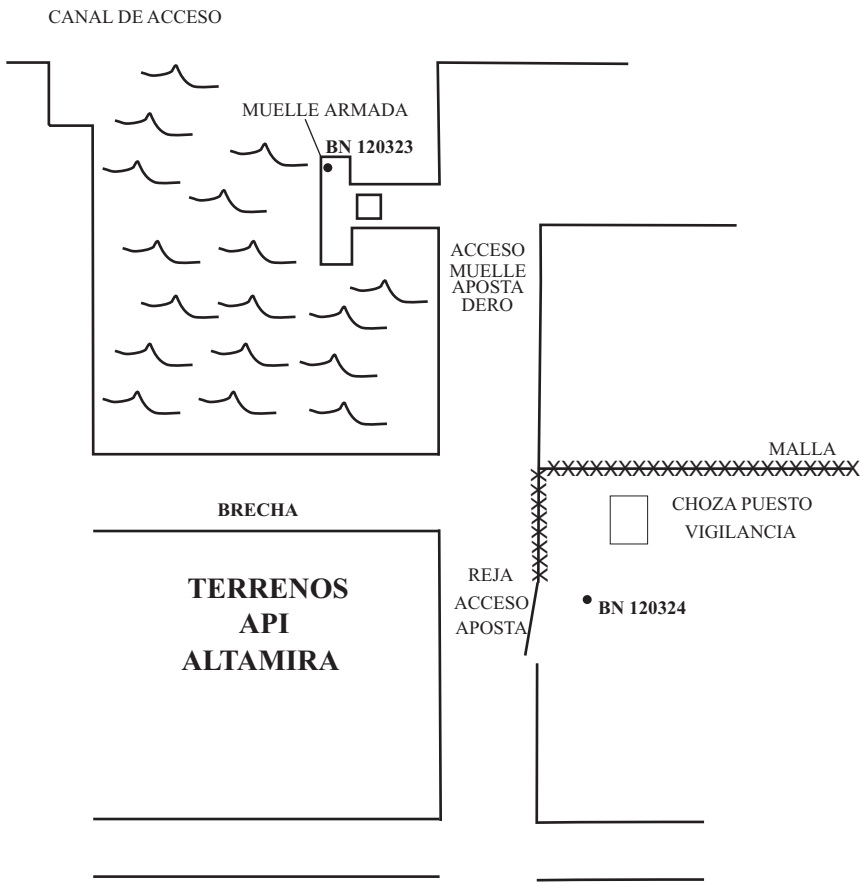 CANAL DE ACCESO
MUELLE ARMADA
BN 120323
ACCESO
MUELLE
APOSTA
DERO
MALLA
CHOZA PUESTO
VIGILANCIA
BRECHA
REJA
ACCESO
APOSTA
BN 120324
TERRENOS
API
ALTAMIRA